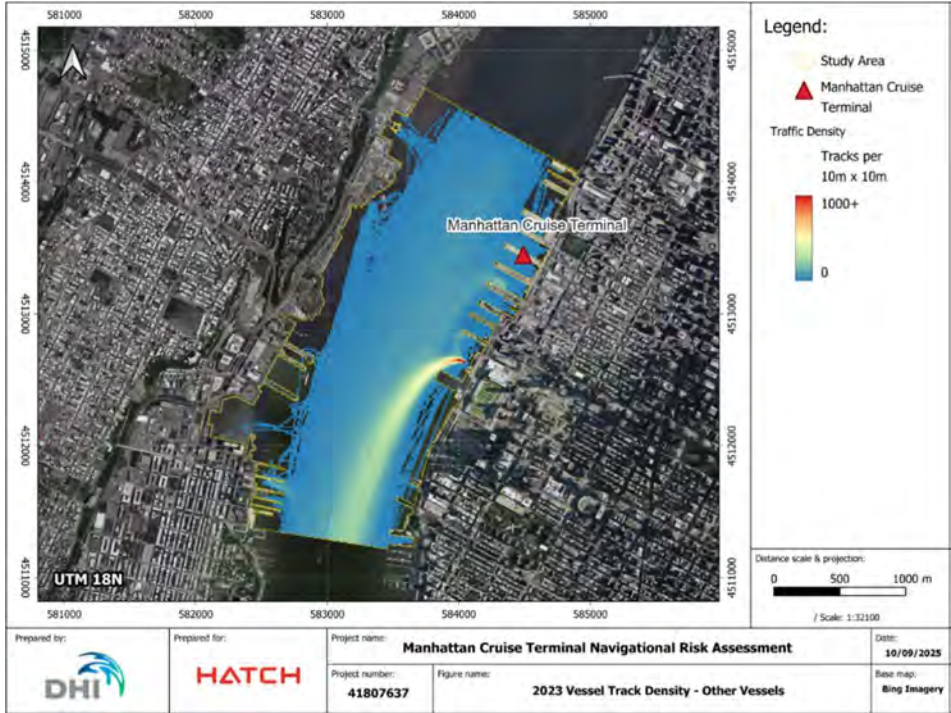 581000 582000 583000 584000 585000
4515000 4515000
4514000 4514000
4513000 4513000
4512000 4512000
4511000 4511000
Manhattan Cruise Terminal
UTM 18N
581000 582000 583000 584000 585000
Legend:
Study Area
Manhattan Cruise
Terminal
Traffic Density
Tracks per
10m x 10m
1000+
0
Distance scale & projection:
0 500 1000 m
/ Scale: 1:32100
Prepared by:
DHI
Prepared for:
HATCH
Project name:
Manhattan Cruise Terminal Navigational Risk Assessment
Date:
10/09/2025
Project number:
41807637
Figure name:
2023 Vessel Track Density - Other Vessels
Base map:
Bing Imagery